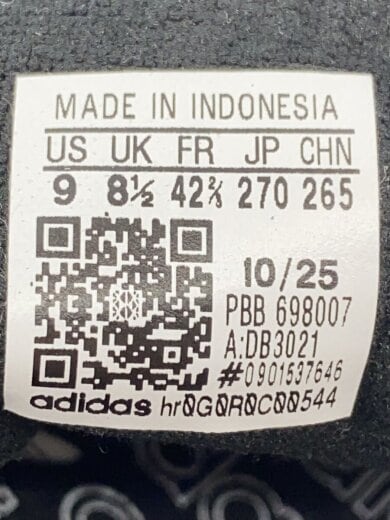 MADE IN INDONESIA
US UK FR JP CHN
9 8½ 42⅔ 270 265
10/25
PBB 698007
A:DB3021
#0901537646
adidas hr0G0R0C00544